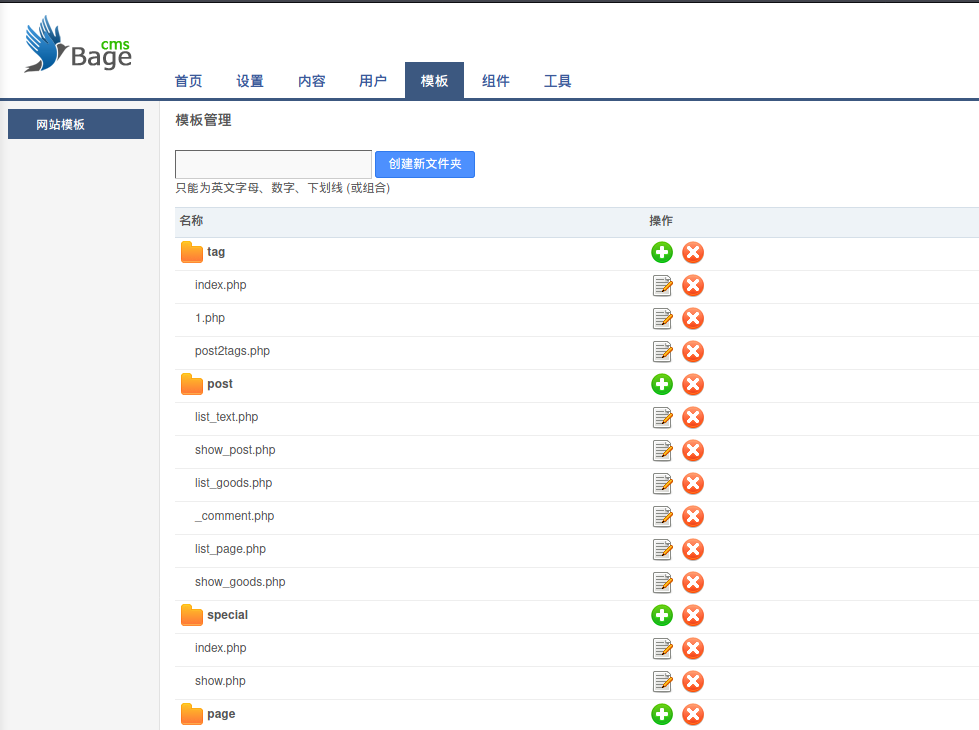 cms
Bage
首页 设置 内容 用户 模板 组件 工具
网站模板
模板管理
创建新文件夹
只能为英文字母、数字、下划线 (或组合)
名称 操作
tag
index.php
1.php
post2tags.php
post
list_text.php
show_post.php
list_goods.php
_comment.php
list_page.php
show_goods.php
special
index.php
show.php
page